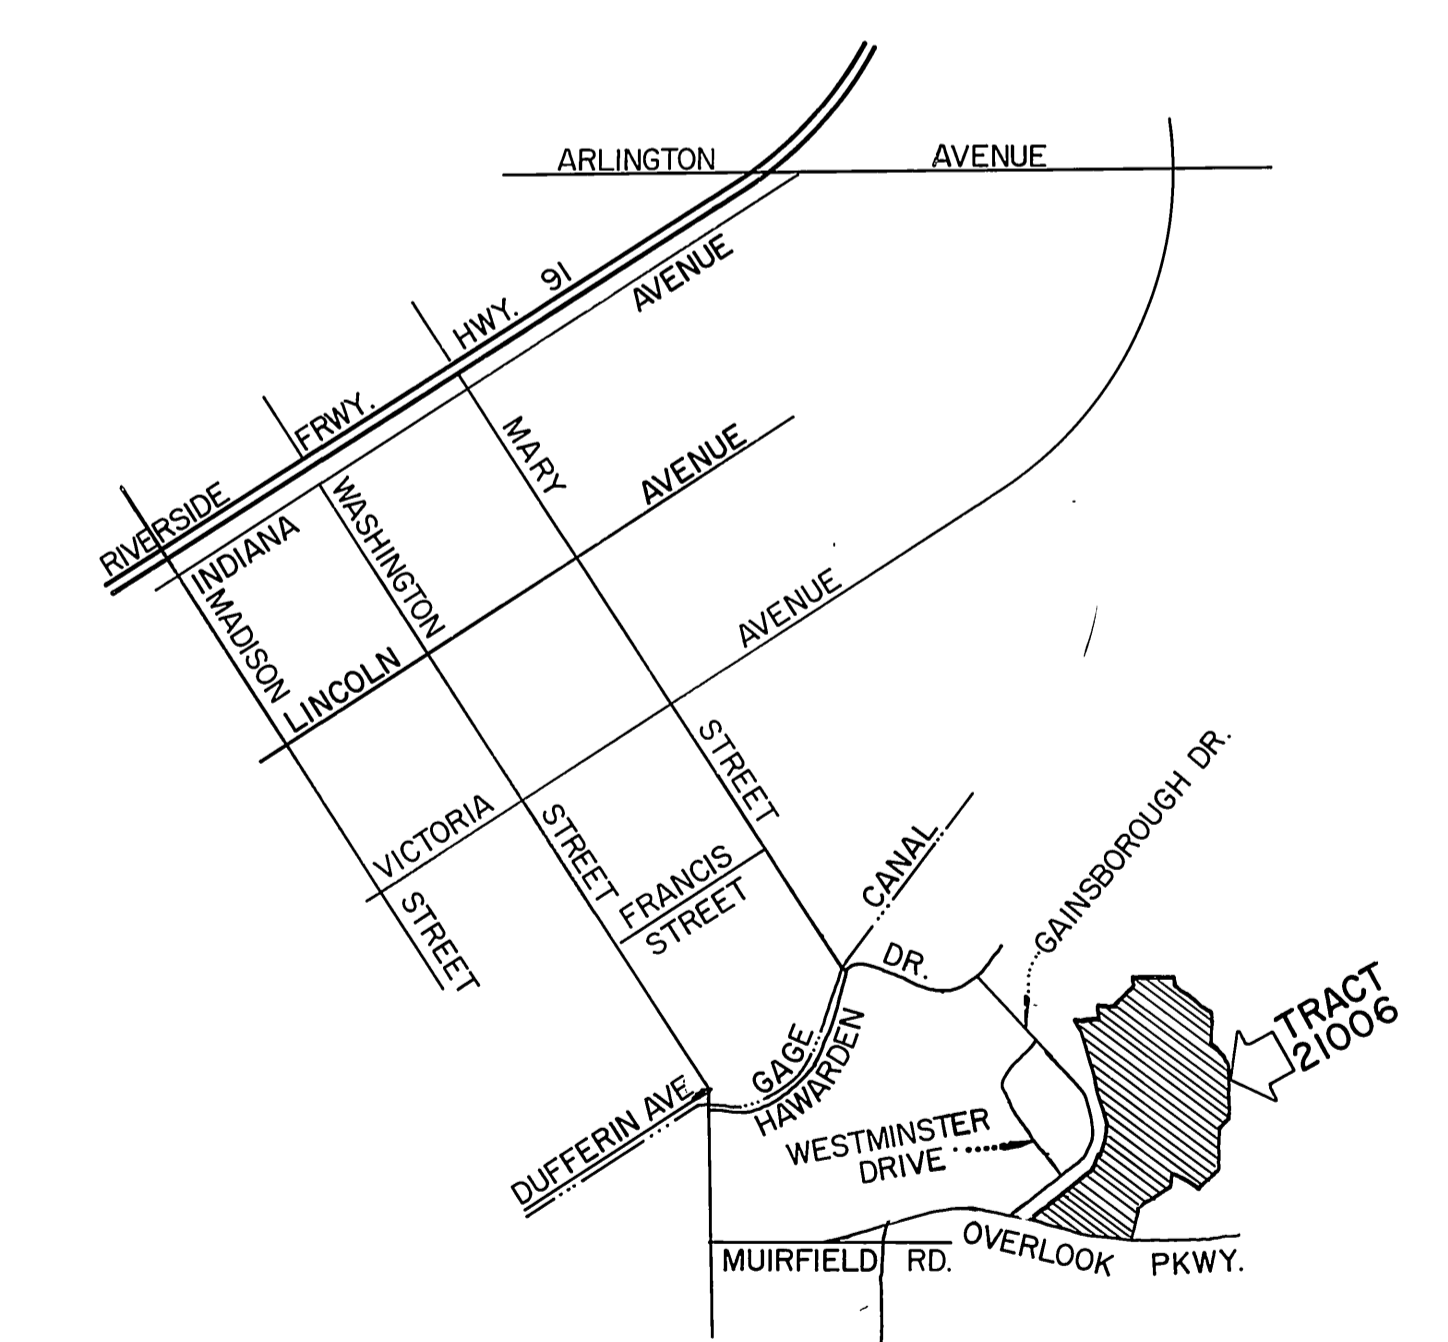 ARLINGTON AVENUE
RIVERSIDE FRWY. HWY. 91
INDIANA AVENUE
LINCOLN AVENUE
VICTORIA AVENUE
MADISON STREET
WASHINGTON STREET
MARY STREET
FRANCIS
STREET
GAGE CANAL
HAWARDEN DR.
DUFFERIN AVE.
GAINSBOROUGH DR.
TRACT
21006
WESTMINSTER
DRIVE
MUIRFIELD RD.
OVERLOOK PKWY.